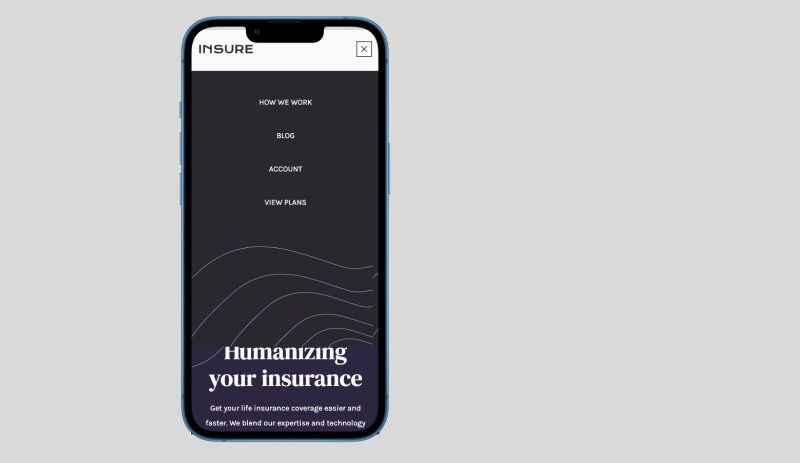 INSURE
HOW WE WORK
BLOG
ACCOUNT
VIEW PLANS
Humanizing
your insurance
Get your life insurance coverage easier and
faster. We blend our expertise and technology